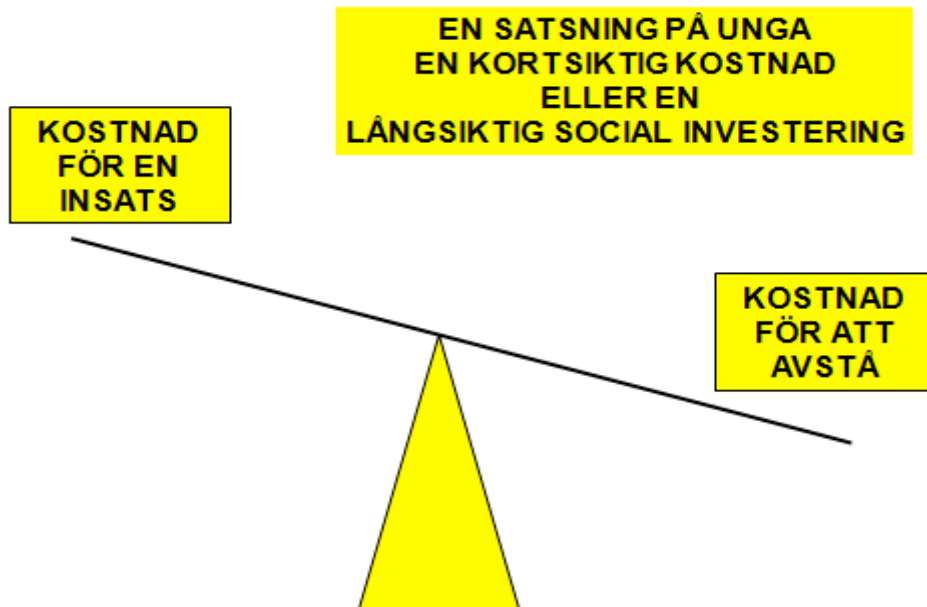 EN SATSNING PÅ UNGA
EN KORTSIKTIG KOSTNAD
ELLER EN
LÅNGSIKTIG SOCIAL INVESTERING
KOSTNAD
FÖR EN
INSATS
KOSTNAD
FÖR ATT
AVSTÅ